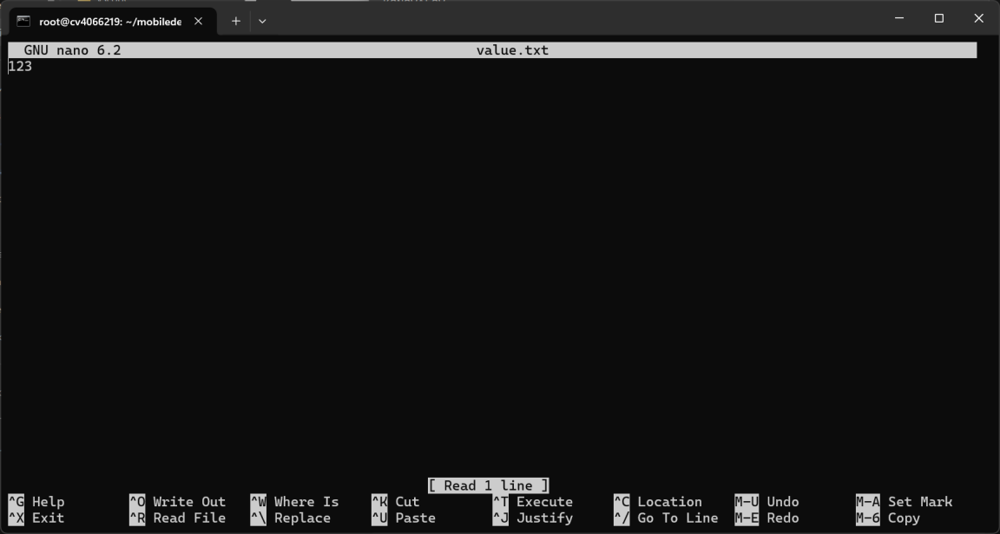 root@cv4066219: ~/mobilede
GNU nano 6.2 value.txt
123
[ Read 1 line ]
^G Help ^O Write Out ^W Where Is ^K Cut ^T Execute ^C Location M-U Undo M-A Set Mark
^X Exit ^R Read File ^\ Replace ^U Paste ^J Justify ^/ Go To Line M-E Redo M-6 Copy